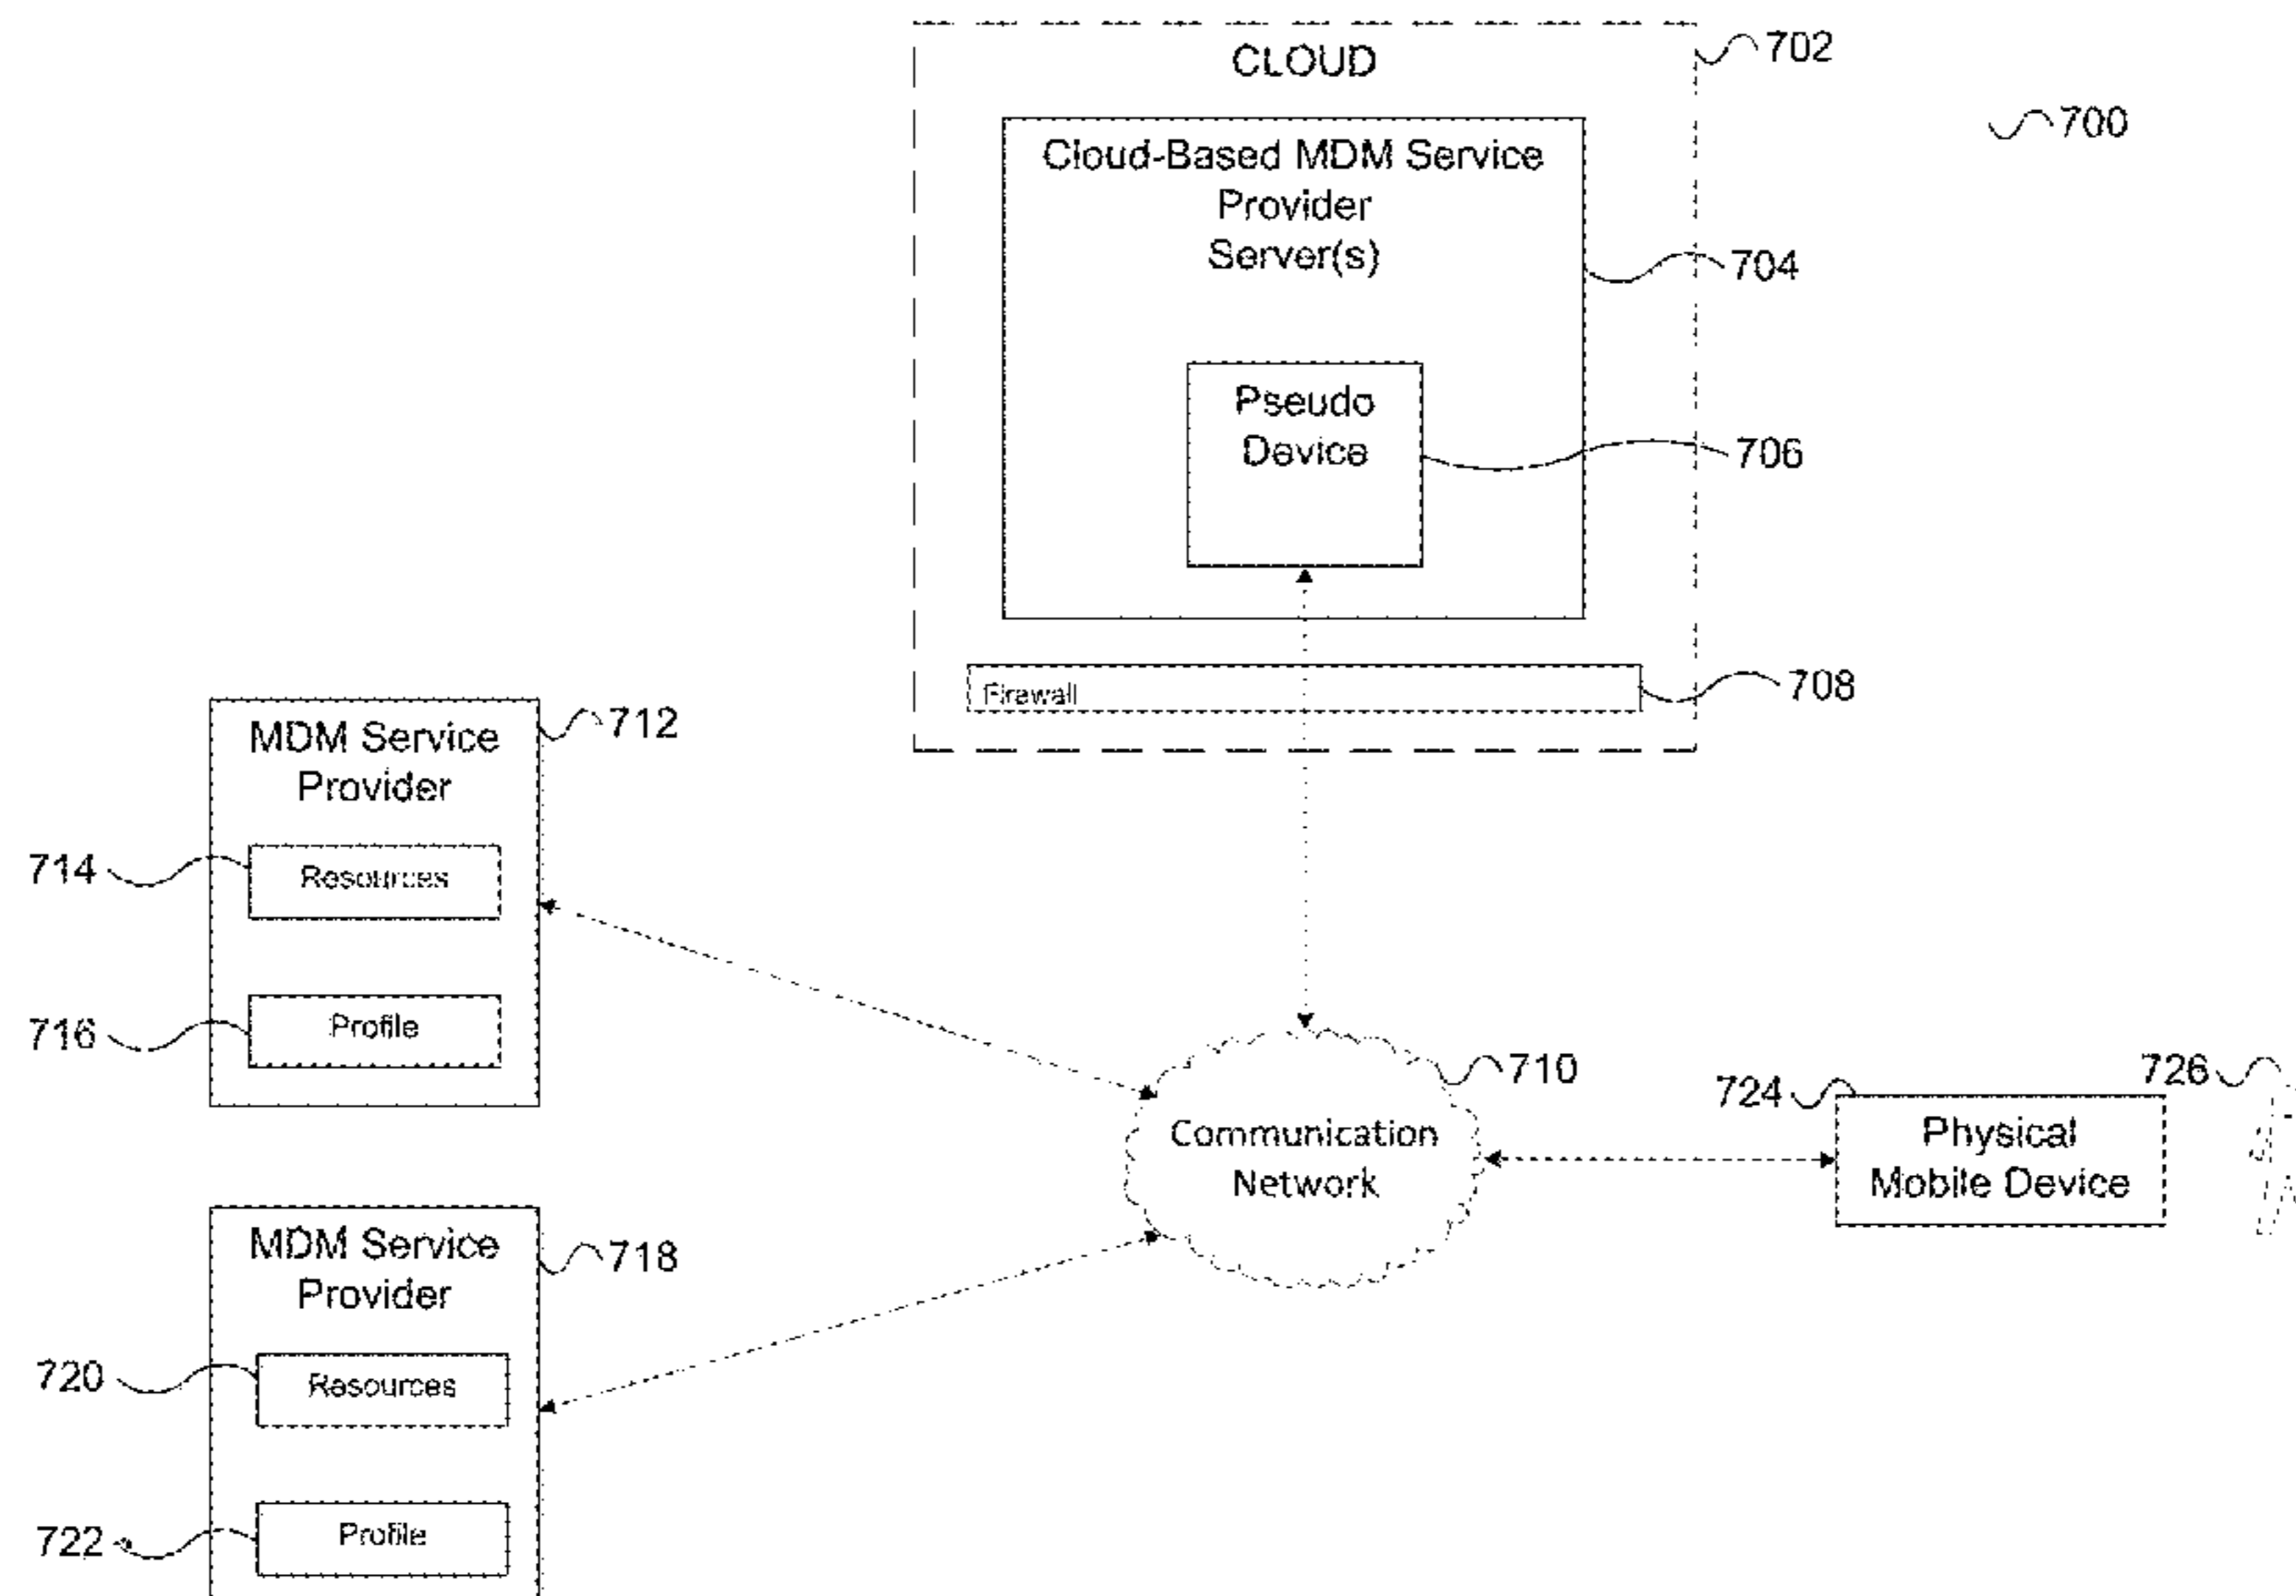 CLOUD
702
700
Cloud-Based MDM Service
Provider
Server(s)
704
Pseudo
Device
706
Firewall
708
MDM Service
Provider
712
714
Resources
716
Profile
710
Communication
Network
724
726
Physical
Mobile Device
MDM Service
Provider
718
720
Resources
722
Profile